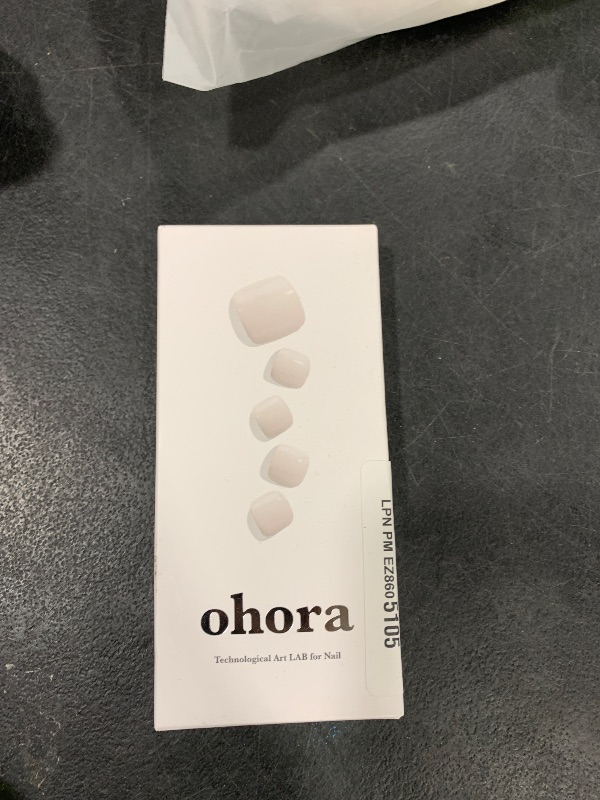 ohora
Technological Art LAB for Nail
LPN PM EZ8605105